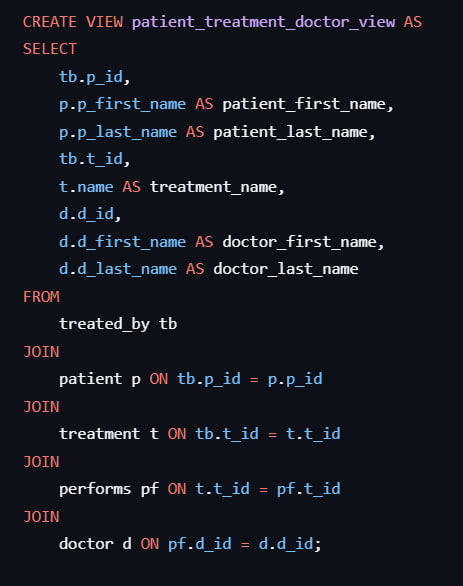 CREATE VIEW patient_treatment_doctor_view AS
SELECT
    tb.p_id,
    p.p_first_name AS patient_first_name,
    p.p_last_name AS patient_last_name,
    tb.t_id,
    t.name AS treatment_name,
    d.d_id,
    d.d_first_name AS doctor_first_name,
    d.d_last_name AS doctor_last_name
FROM
    treated_by tb
JOIN
    patient p ON tb.p_id = p.p_id
JOIN
    treatment t ON tb.t_id = t.t_id
JOIN
    performs pf ON t.t_id = pf.t_id
JOIN
    doctor d ON pf.d_id = d.d_id;